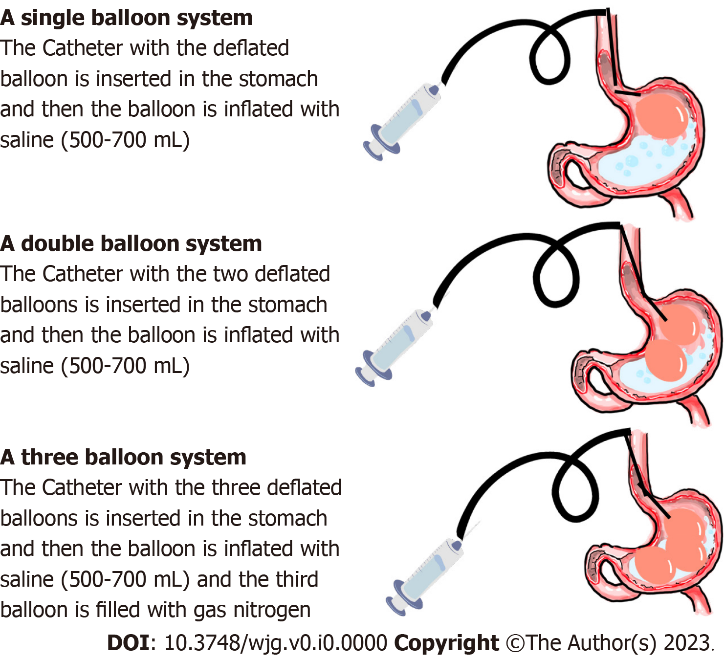 A single balloon system
The Catheter with the deflated
balloon is inserted in the stomach
and then the balloon is inflated with
saline (500-700 mL)
A double balloon system
The Catheter with the two deflated
balloons is inserted in the stomach
and then the balloon is inflated with
saline (500-700 mL)
A three balloon system
The Catheter with the three deflated
balloons is inserted in the stomach
and then the balloon is inflated with
saline (500-700 mL) and the third
balloon is filled with gas nitrogen
DOI: 10.3748/wjg.v0.i0.0000 Copyright ©The Author(s) 2023.